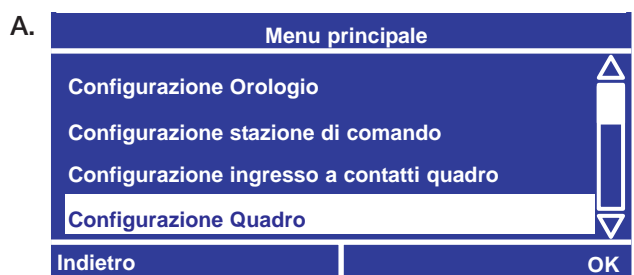 A.
Menu principale
Configurazione Orologio
Configurazione stazione di comando
Configurazione ingresso a contatti quadro
Configurazione Quadro
Indietro OK